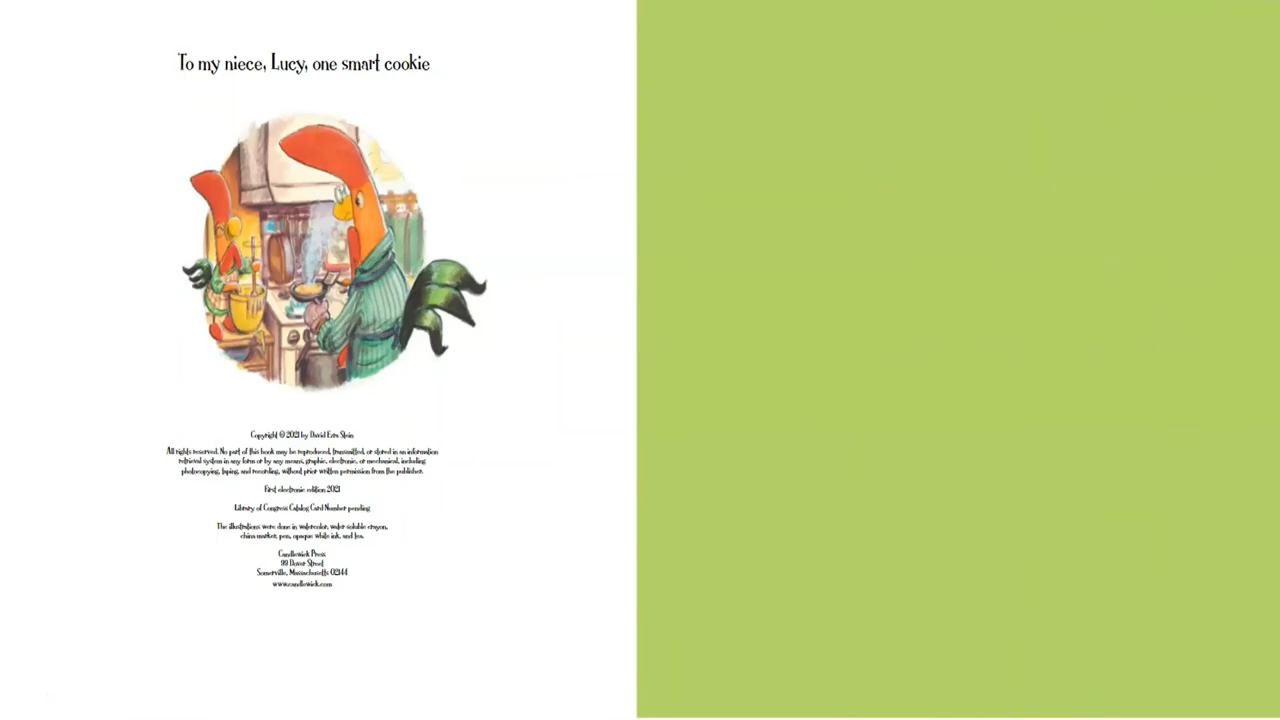 To my niece, Lucy, one smart cookie
Copyright © 2021 by David Ezra Stein
All rights reserved. No part of this book may be reproduced, transmitted, or stored in an information
retrieval system in any form or by any means, graphic, electronic, or mechanical, including
photocopying, taping, and recording, without prior written permission from the publisher.
First electronic edition 2021
Library of Congress Catalog Card Number pending
The illustrations were done in watercolor, water-soluble crayon,
china marker, pen, opaque white ink, and tea.
Candlewick Press
99 Dover Street
Somerville, Massachusetts 02144
www.candlewick.com